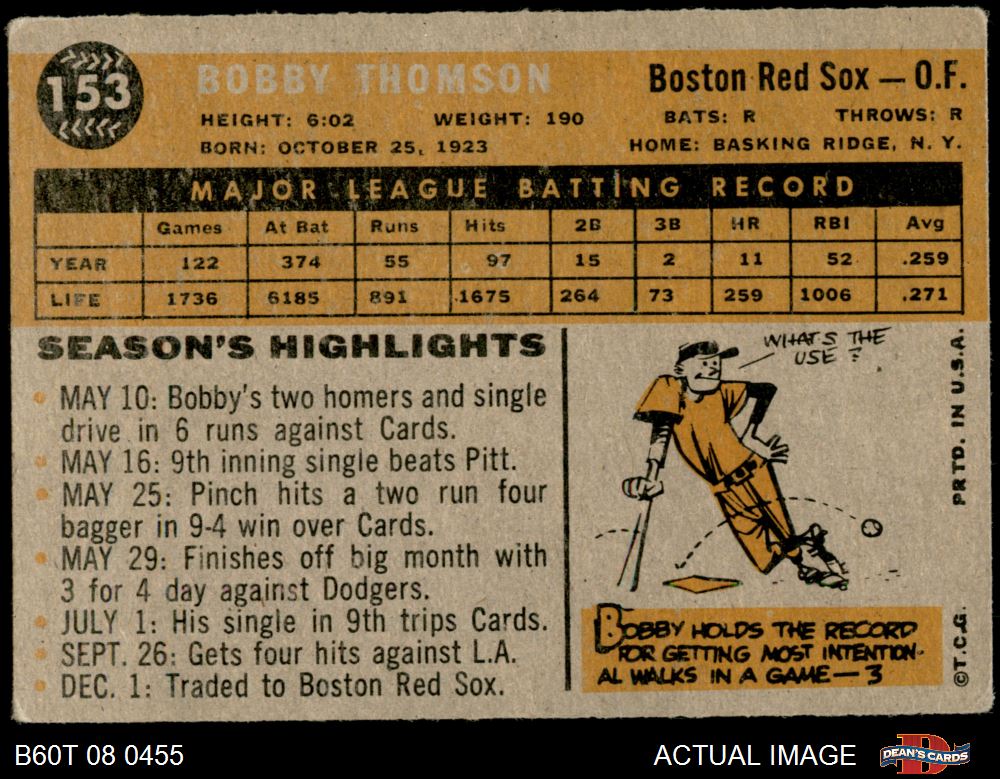 153
BOBBY THOMSON
Boston Red Sox — O.F.
HEIGHT: 6:02 WEIGHT: 190 BATS: R THROWS: R
BORN: OCTOBER 25, 1923 HOME: BASKING RIDGE, N. Y.
MAJOR LEAGUE BATTING RECORD
Games At Bat Runs Hits 2B 3B HR RBI Avg
YEAR 122 374 55 97 15 2 11 52 .259
LIFE 1736 6185 891 1675 264 73 259 1006 .271
SEASON'S HIGHLIGHTS
MAY 10: Bobby's two homers and single
drive in 6 runs against Cards.
MAY 16: 9th inning single beats Pitt.
MAY 25: Pinch hits a two run four
bagger in 9-4 win over Cards.
MAY 29: Finishes off big month with
3 for 4 day against Dodgers.
JULY 1: His single in 9th trips Cards.
SEPT. 26: Gets four hits against L.A.
DEC. 1: Traded to Boston Red Sox.
WHAT'S THE
USE ?
BOBBY HOLDS THE RECORD
FOR GETTING MOST INTENTION-
AL WALKS IN A GAME — 3
PRTD. IN U.S.A.
©T.C.G.
B60T 08 0455
ACTUAL IMAGE
DEAN'S CARDS